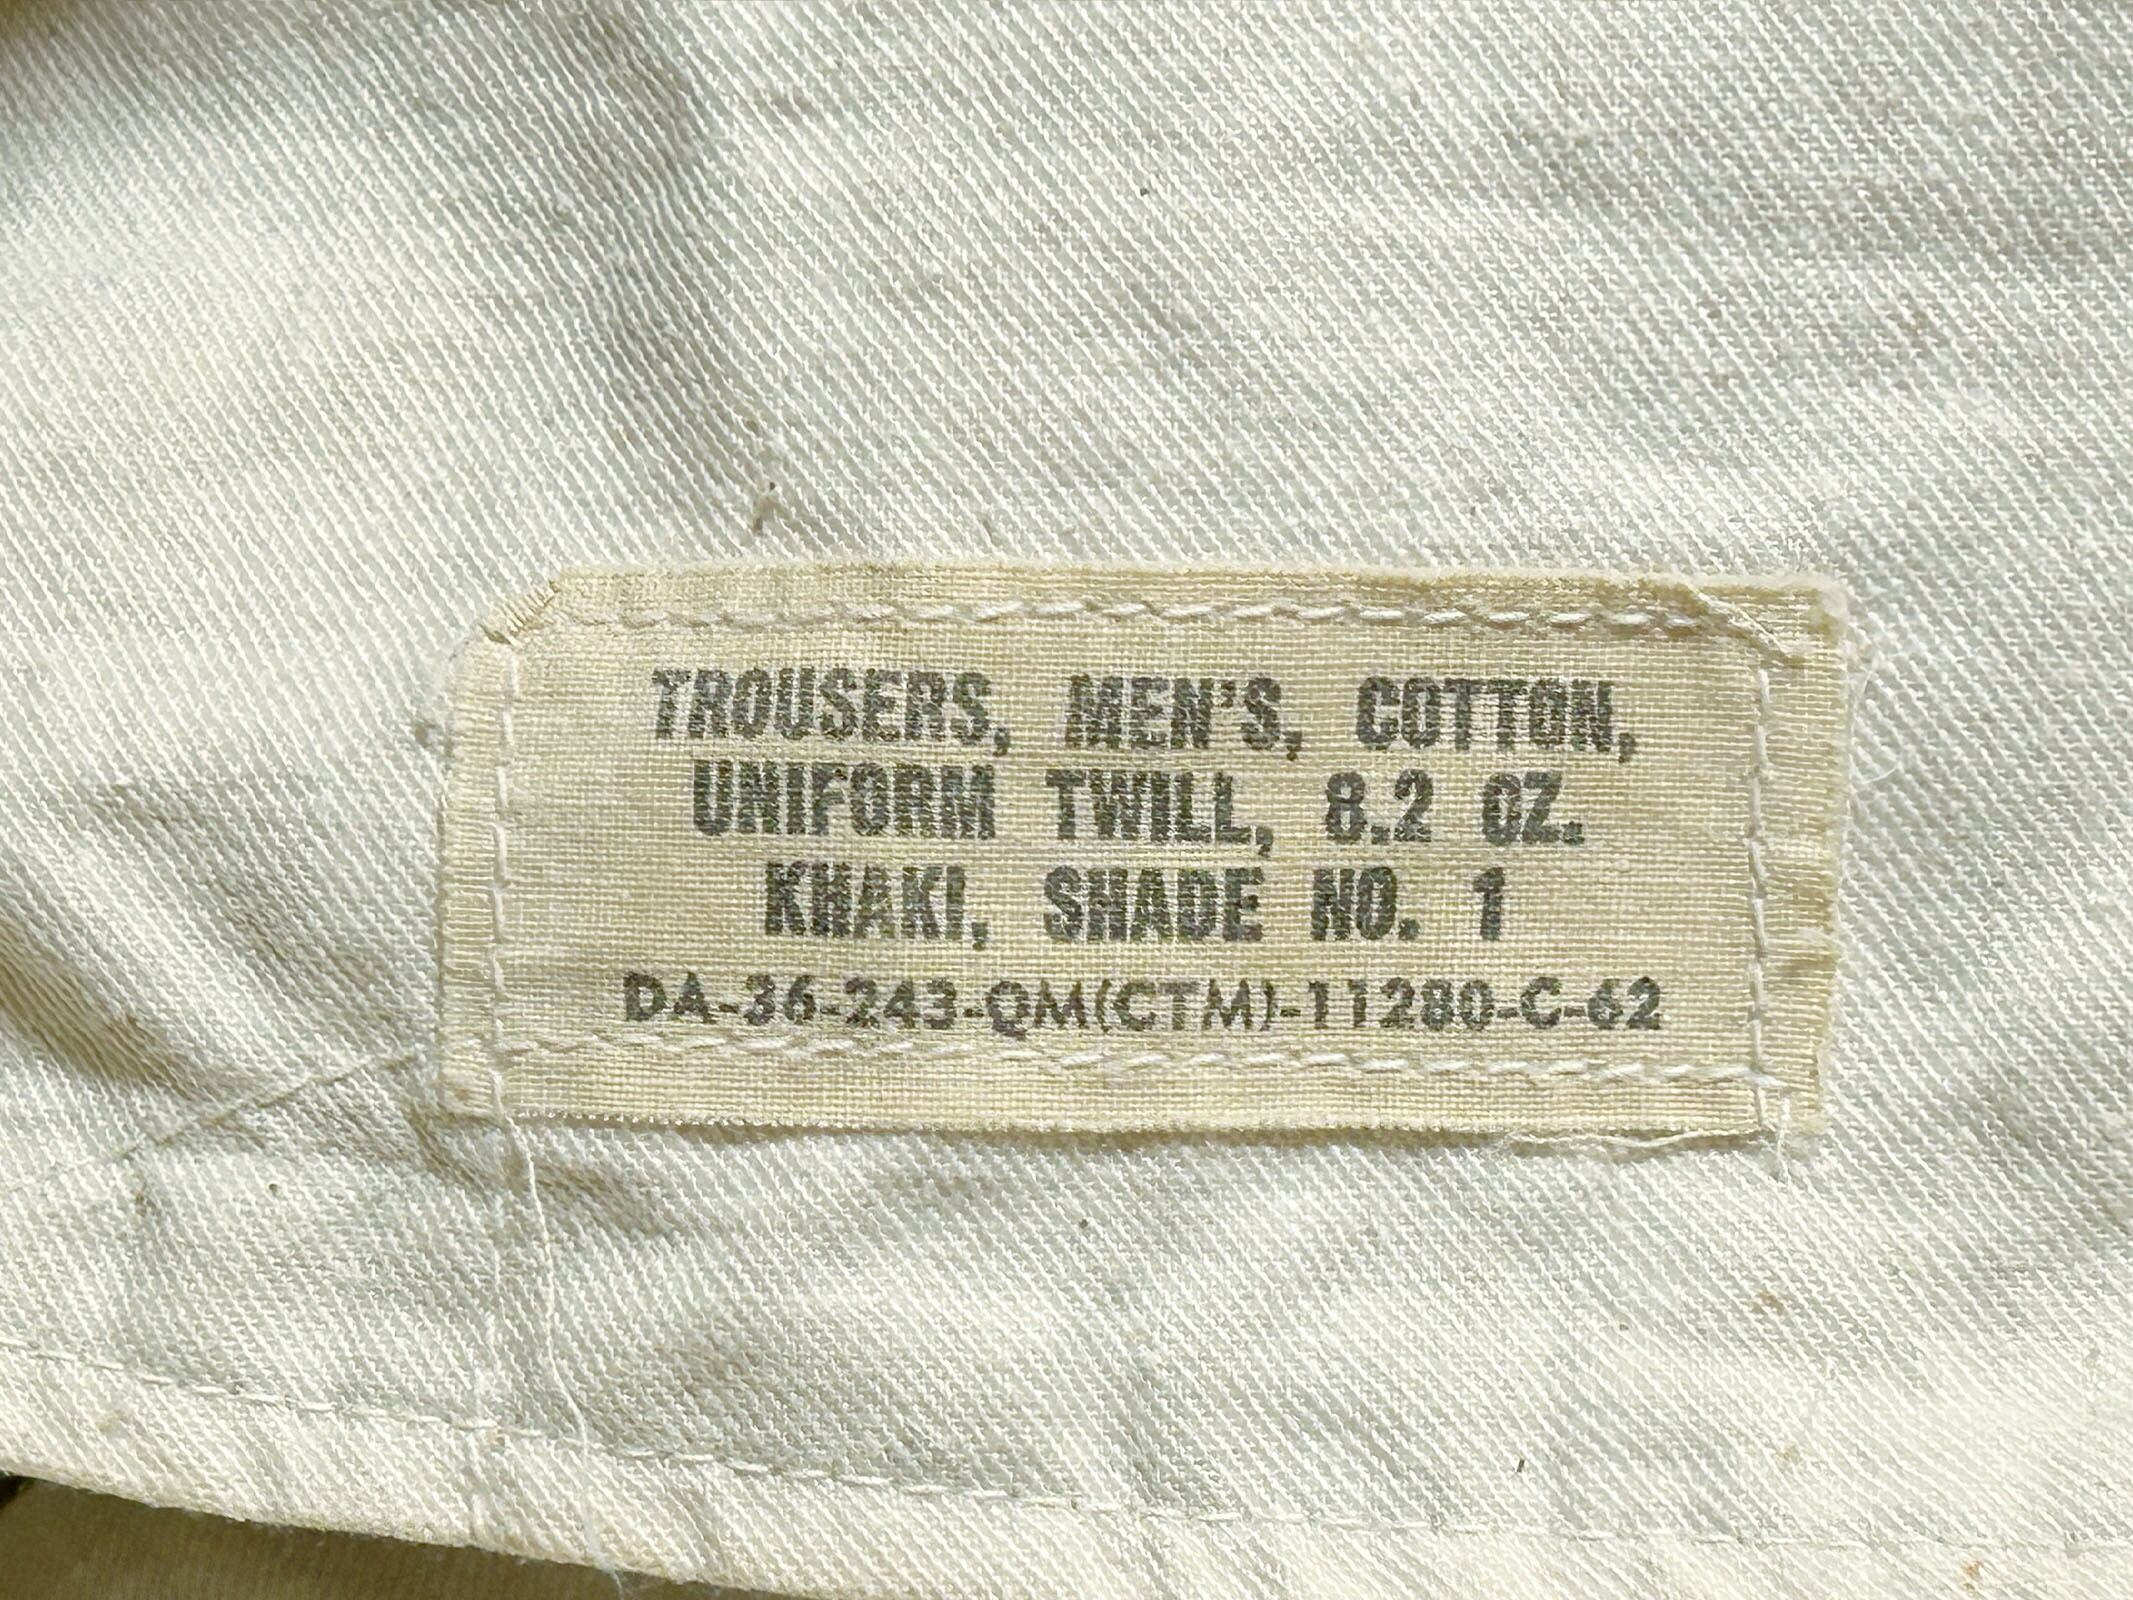 TROUSERS, MEN'S, COTTON,
UNIFORM TWILL, 8.2 OZ.
KHAKI, SHADE NO. 1
DA-36-243-QM(CTM)-11280-C-62